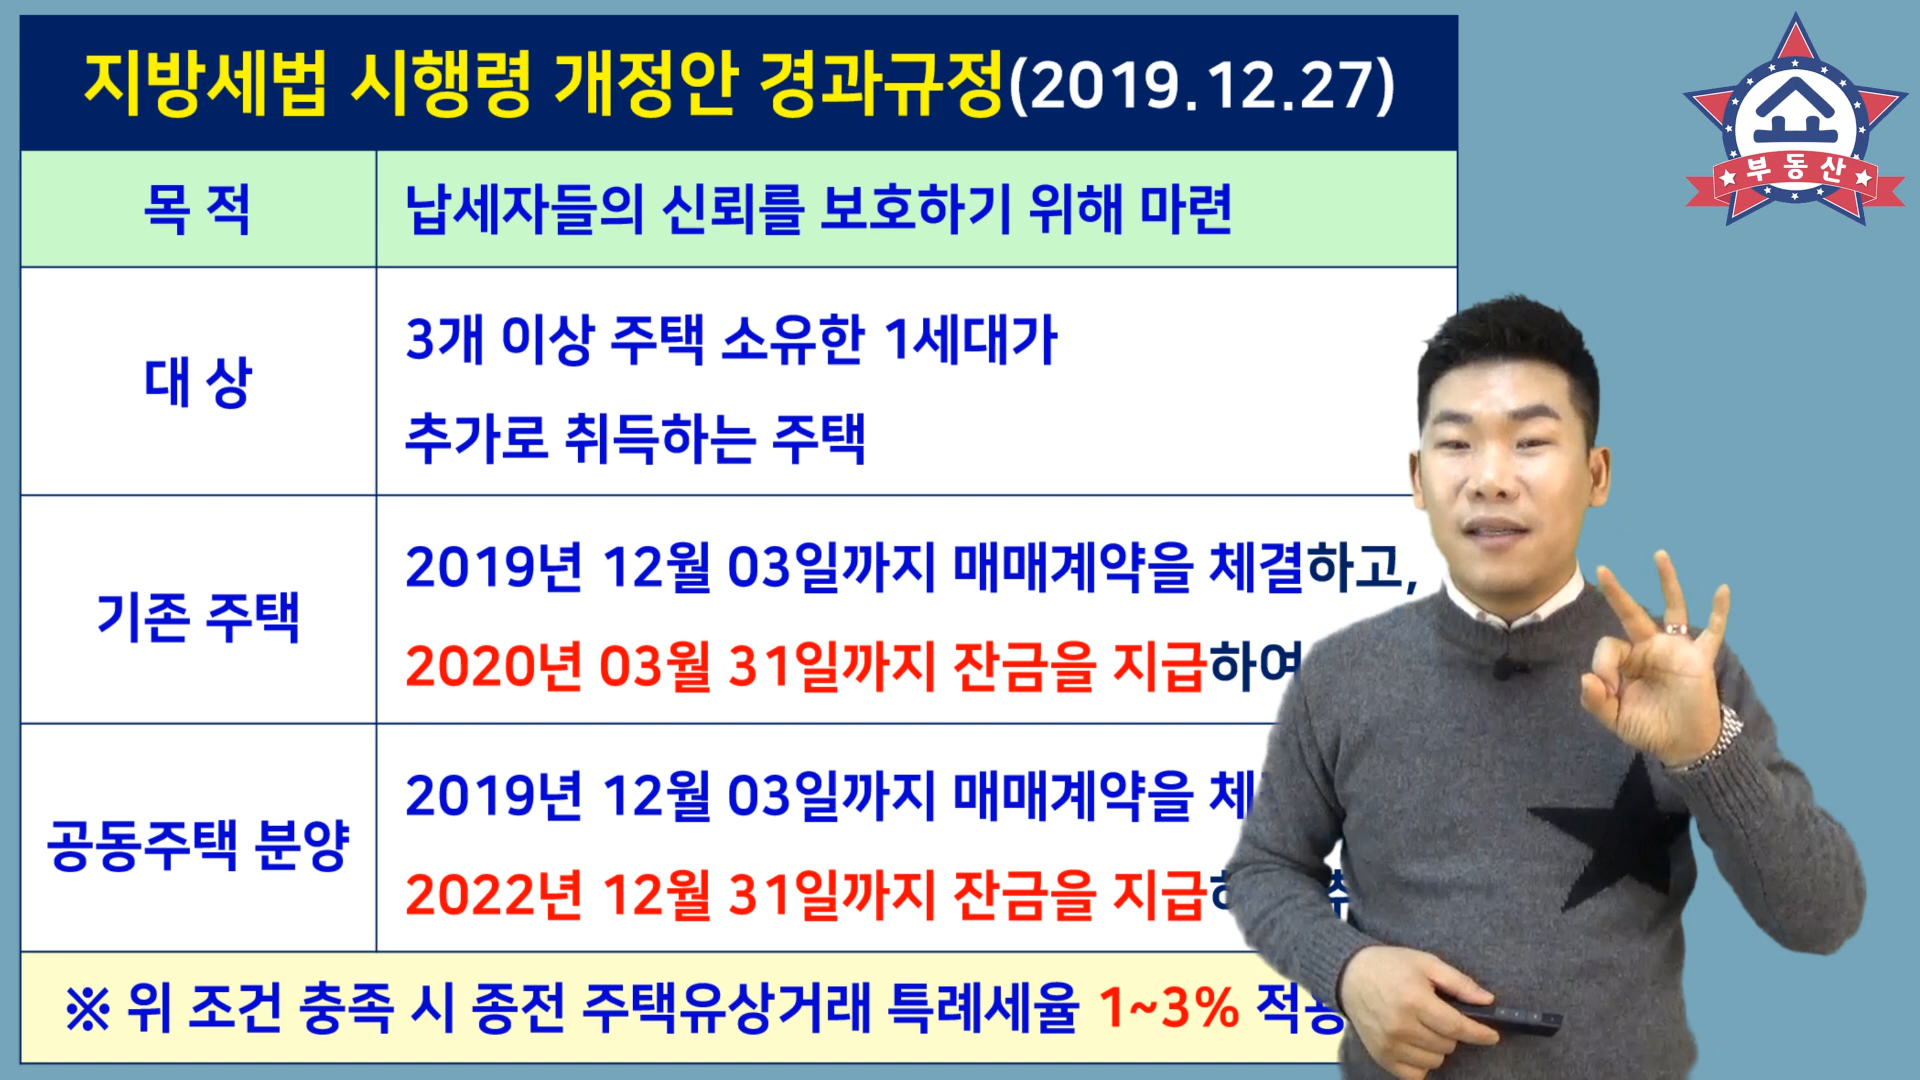 지방세법 시행령 개정안 경과규정(2019.12.27)
목 적
납세자들의 신뢰를 보호하기 위해 마련
대 상
3개 이상 주택 소유한 1세대가
추가로 취득하는 주택
기존 주택
2019년 12월 03일까지 매매계약을 체결하고,
2020년 03월 31일까지 잔금을 지급하여
공동주택 분양
2019년 12월 03일까지 매매계약을
2022년 12월 31일까지 잔금을
※ 위 조건 충족 시 종전 주택유상거래 특례세율 1~3% 적용
쇼
부동산